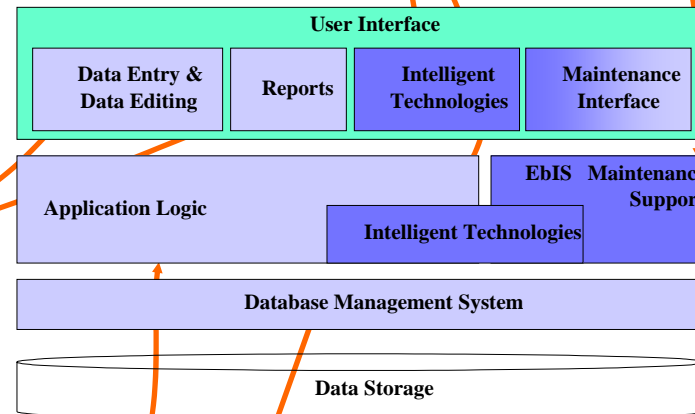 User Interface
Data Entry &
Data Editing
Reports
Intelligent
Technologies
Maintenance
Interface
Application Logic
EbIS Maintenanc
Suppor
Intelligent Technologies
Database Management System
Data Storage